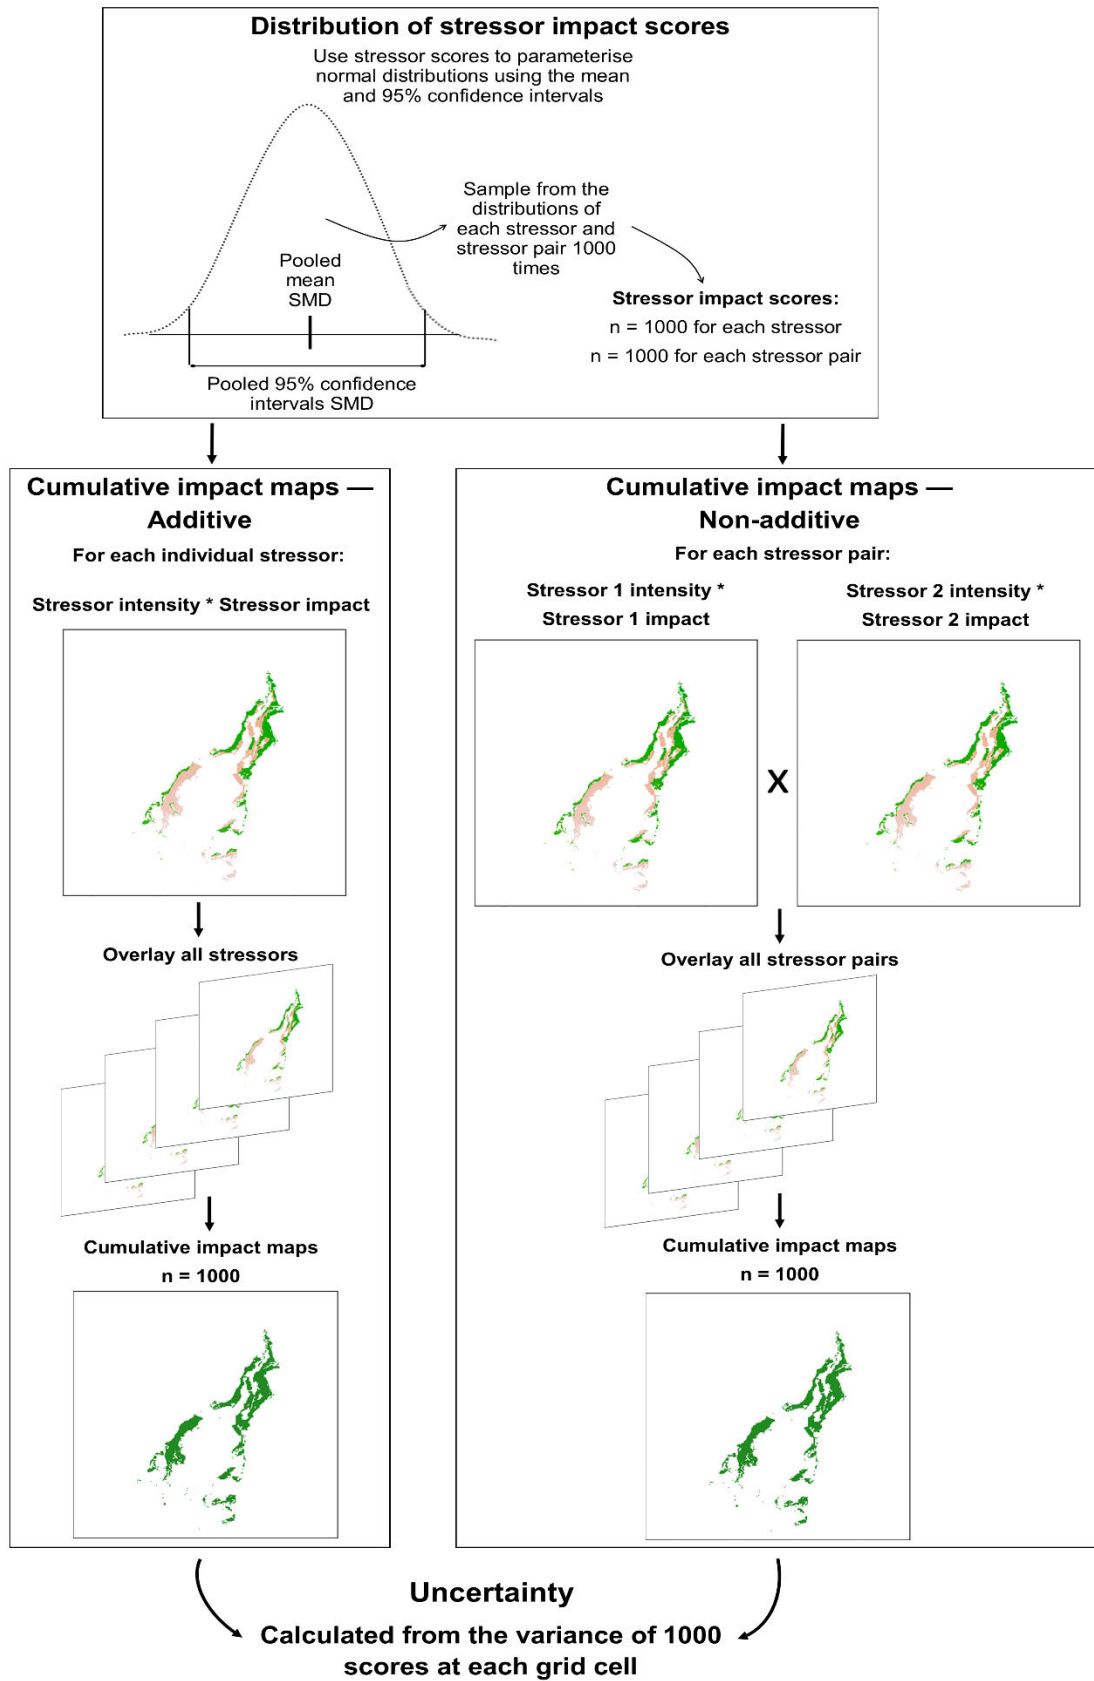 Distribution of stressor impact scores
Use stressor scores to parameterise
normal distributions using the mean
and 95% confidence intervals
Sample from the
distributions of
each stressor and
stressor pair 1000
times
Pooled
mean
SMD
Stressor impact scores:
n = 1000 for each stressor
n = 1000 for each stressor pair
Pooled 95% confidence
intervals SMD
Cumulative impact maps —
Additive
For each individual stressor:
Stressor intensity * Stressor impact
Overlay all stressors
Cumulative impact maps
n = 1000
Cumulative impact maps —
Non-additive
For each stressor pair:
Stressor 1 intensity *
Stressor 1 impact
Stressor 2 intensity *
Stressor 2 impact
X
Overlay all stressor pairs
Cumulative impact maps
n = 1000
Uncertainty
Calculated from the variance of 1000
scores at each grid cell